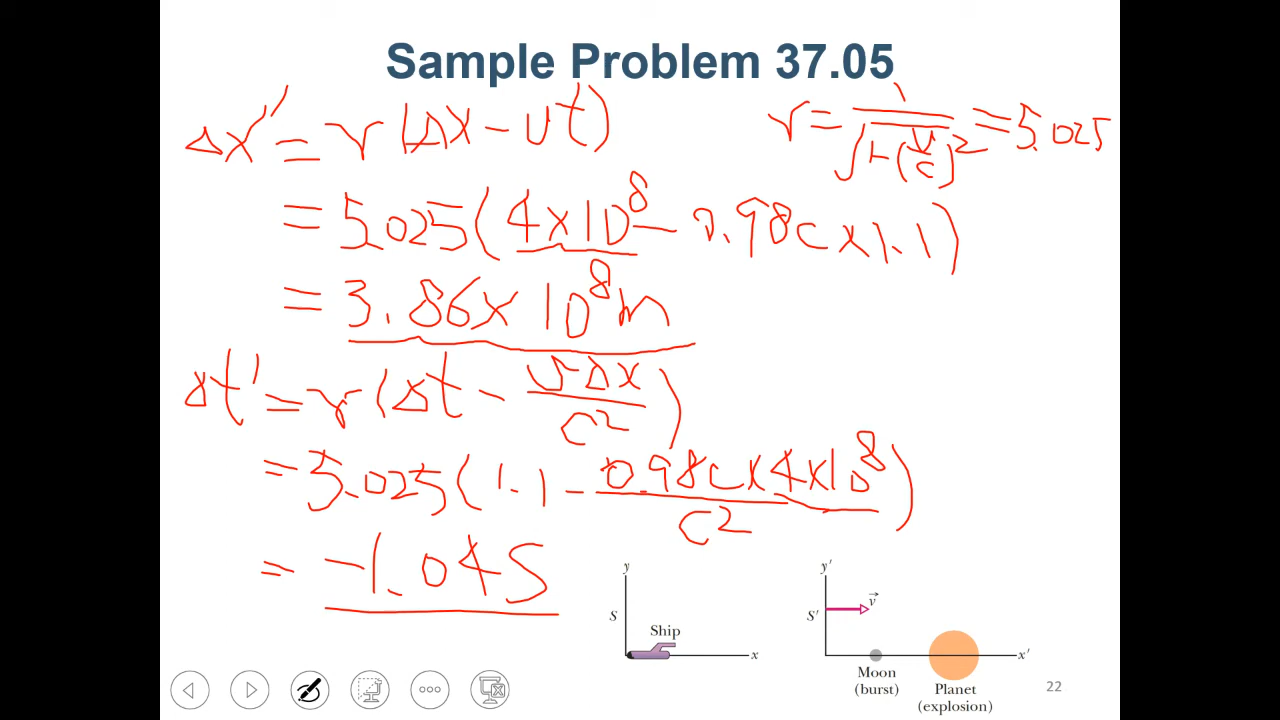 Sample Problem 37.05
Δx' = γ(Δx - vt)
γ = 1/√(1-(v/c)²) = 5.025
= 5.025(4×10⁸ - 0.98c×1.1)
= 3.86×10⁸m
Δt' = γ(Δt - vΔx/c²)
= 5.025(1.1 - 0.98c×4×10⁸/c²)
= -1.04s
y
S
Ship
x
y'
S'
v⃗
x'
Moon
(burst)
Planet
(explosion)
22